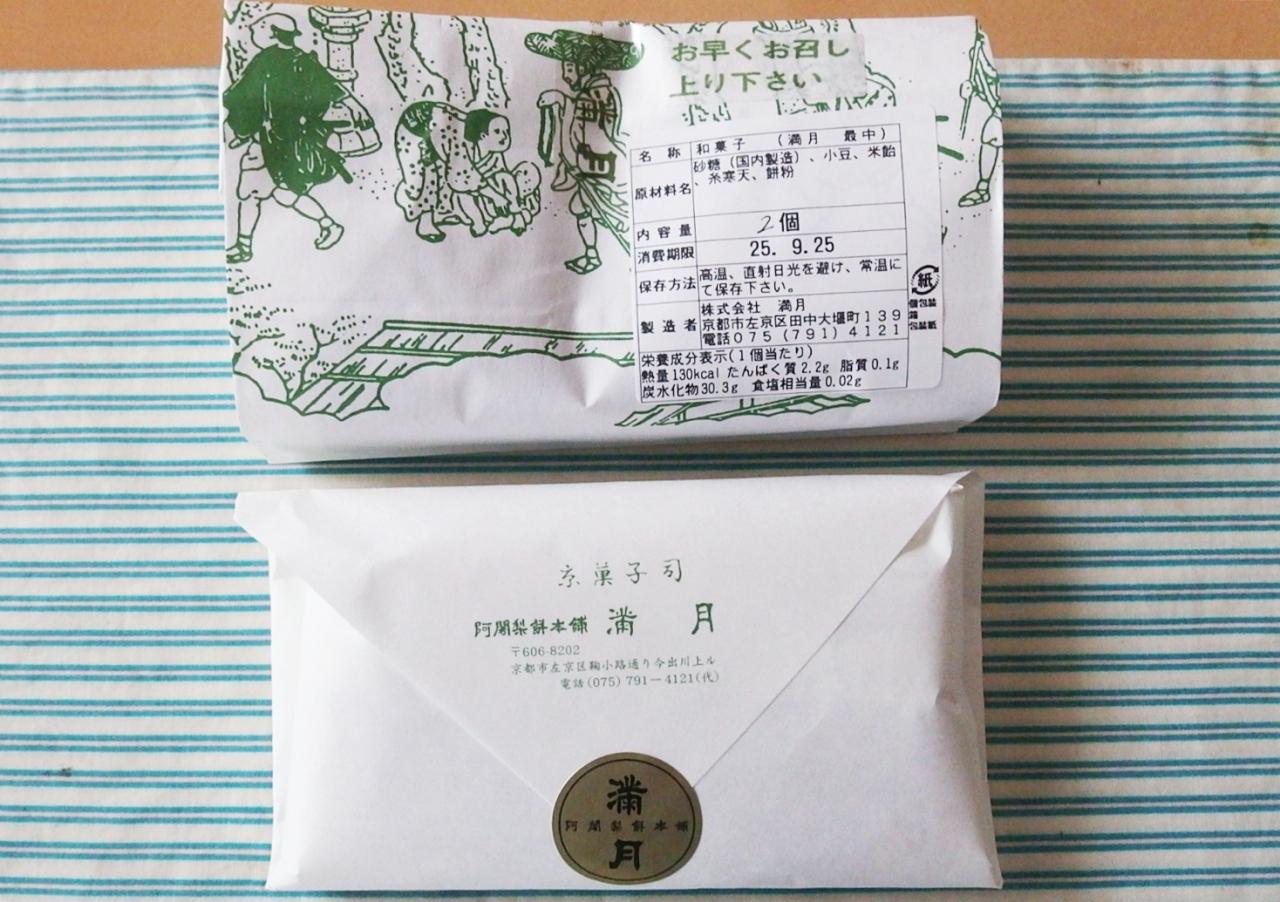 お早くお召し
上り下さい
満月
名称 和菓子 (満月 最中)
原材料名 砂糖(国内製造)、小豆、米飴
、糸寒天、餅粉
内容量 2個
消費期限 25. 9.25
保存方法 高温、直射日光を避け、常温に
て保存下さい。
製造者 株式会社 満月
京都市左京区田中大堰町139
電話075(791)4121
栄養成分表示(1個当たり)
熱量130kcal たんぱく質2.2g 脂質0.1g
炭水化物30.3g 食塩相当量0.02g
紙
個包装
箱
包装紙
京菓子司
阿闍梨餅本舗 満月
〒606-8202
京都市左京区鞠小路通り今出川上ル
電話(075)791-4121(代)
満
阿闍梨餅本舗
月